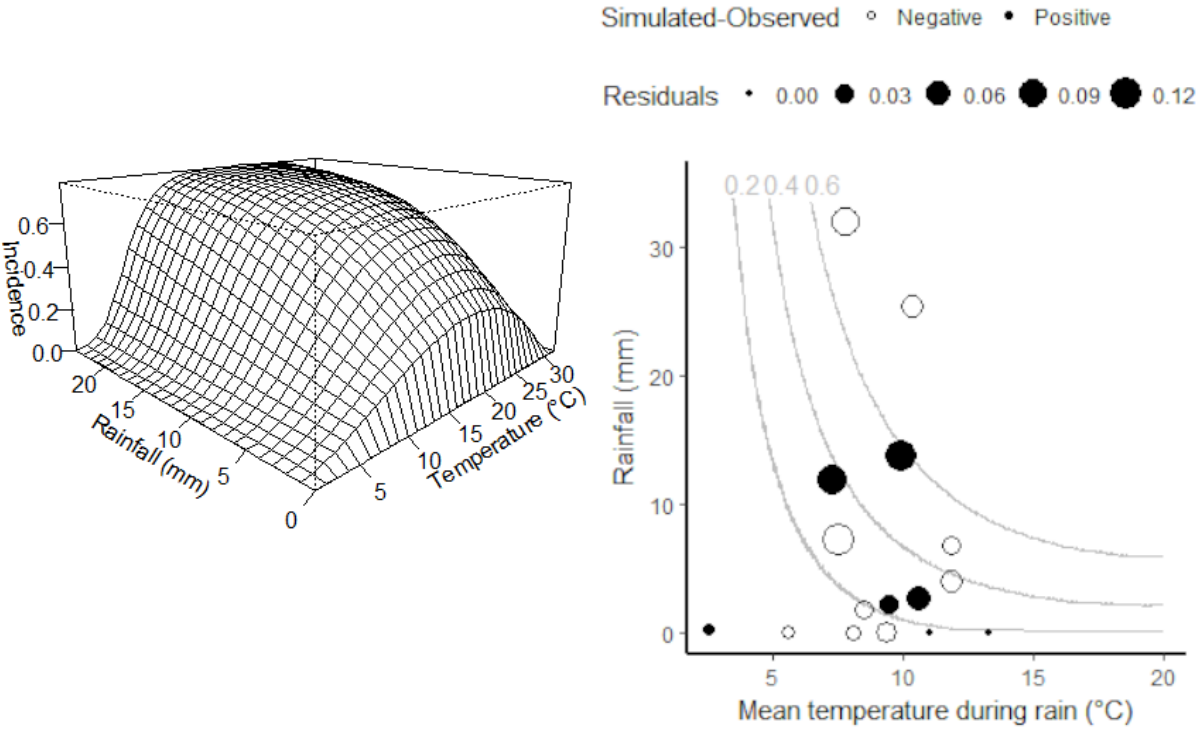 Simulated-Observed Negative Positive
Residuals 0.00 0.03 0.06 0.09 0.12
Incidence
0.6
0.4
0.2
0.0
20
15
10
5
0
Rainfall (mm)
5
10
15
20
25
30
Temperature (°C)
0.2 0.4 0.6
30
20
10
0
Rainfall (mm)
5 10 15 20
Mean temperature during rain (°C)